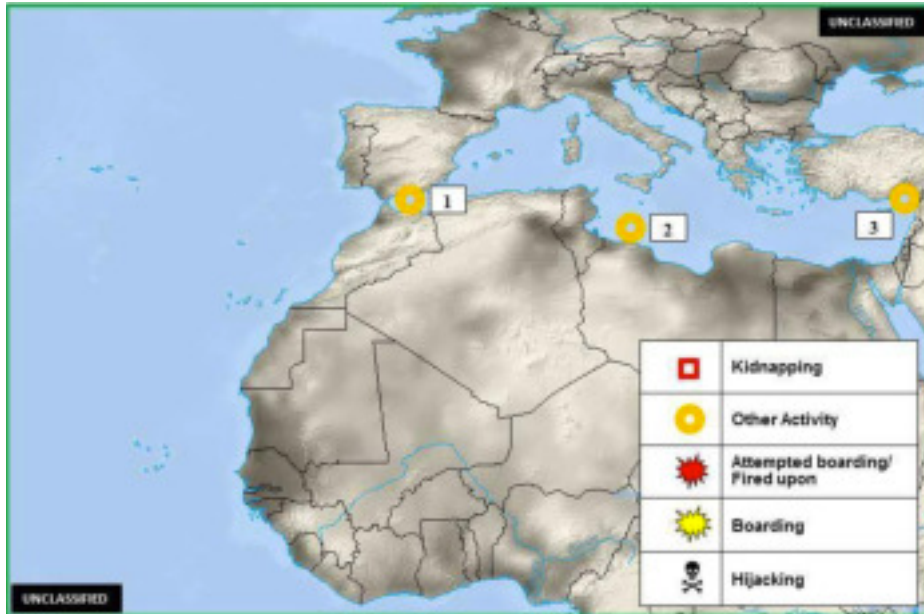 UNCLASSIFIED
1
2
3
Kidnapping
Other Activity
Attempted boarding/
Fired upon
Boarding
Hijacking
UNCLASSIFIED